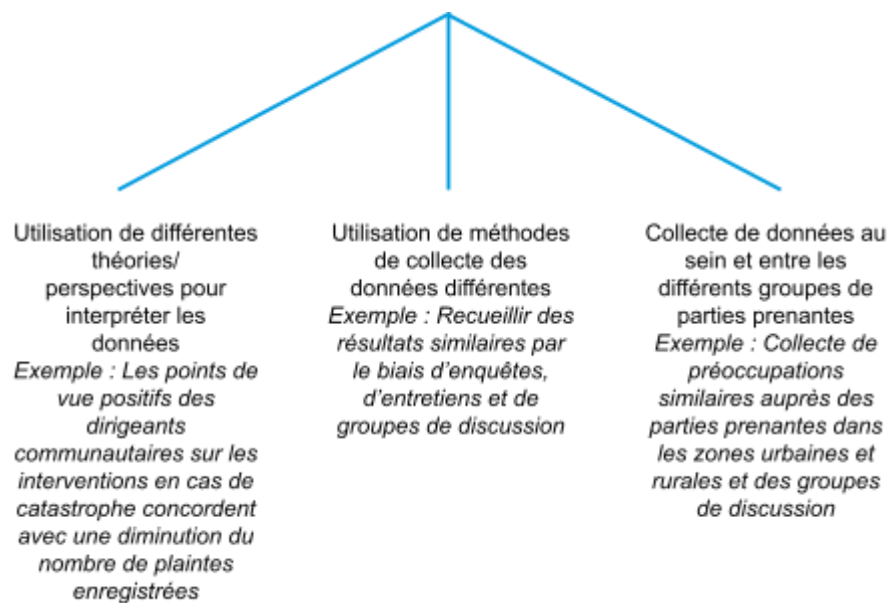 Utilisation de différentes
théories/
perspectives pour
interpréter les
données
Exemple : Les points de
vue positifs des
dirigeants
communautaires sur les
interventions en cas de
catastrophe concordent
avec une diminution du
nombre de plaintes
enregistrées
Utilisation de méthodes
de collecte des
données différentes
Exemple : Recueillir des
résultats similaires par
le biais d'enquêtes,
d'entretiens et de
groupes de discussion
Collecte de données au
sein et entre les
différents groupes de
parties prenantes
Exemple : Collecte de
préoccupations
similaires auprès des
parties prenantes dans
les zones urbaines et
rurales et des groupes
de discussion